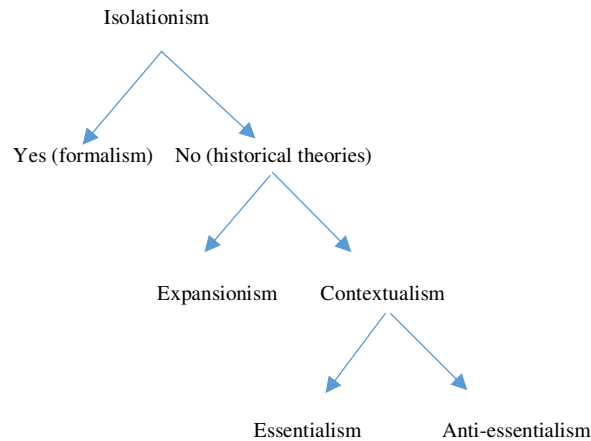 Isolationism
Yes (formalism) No (historical theories)
Expansionism Contextualism
Essentialism Anti-essentialism